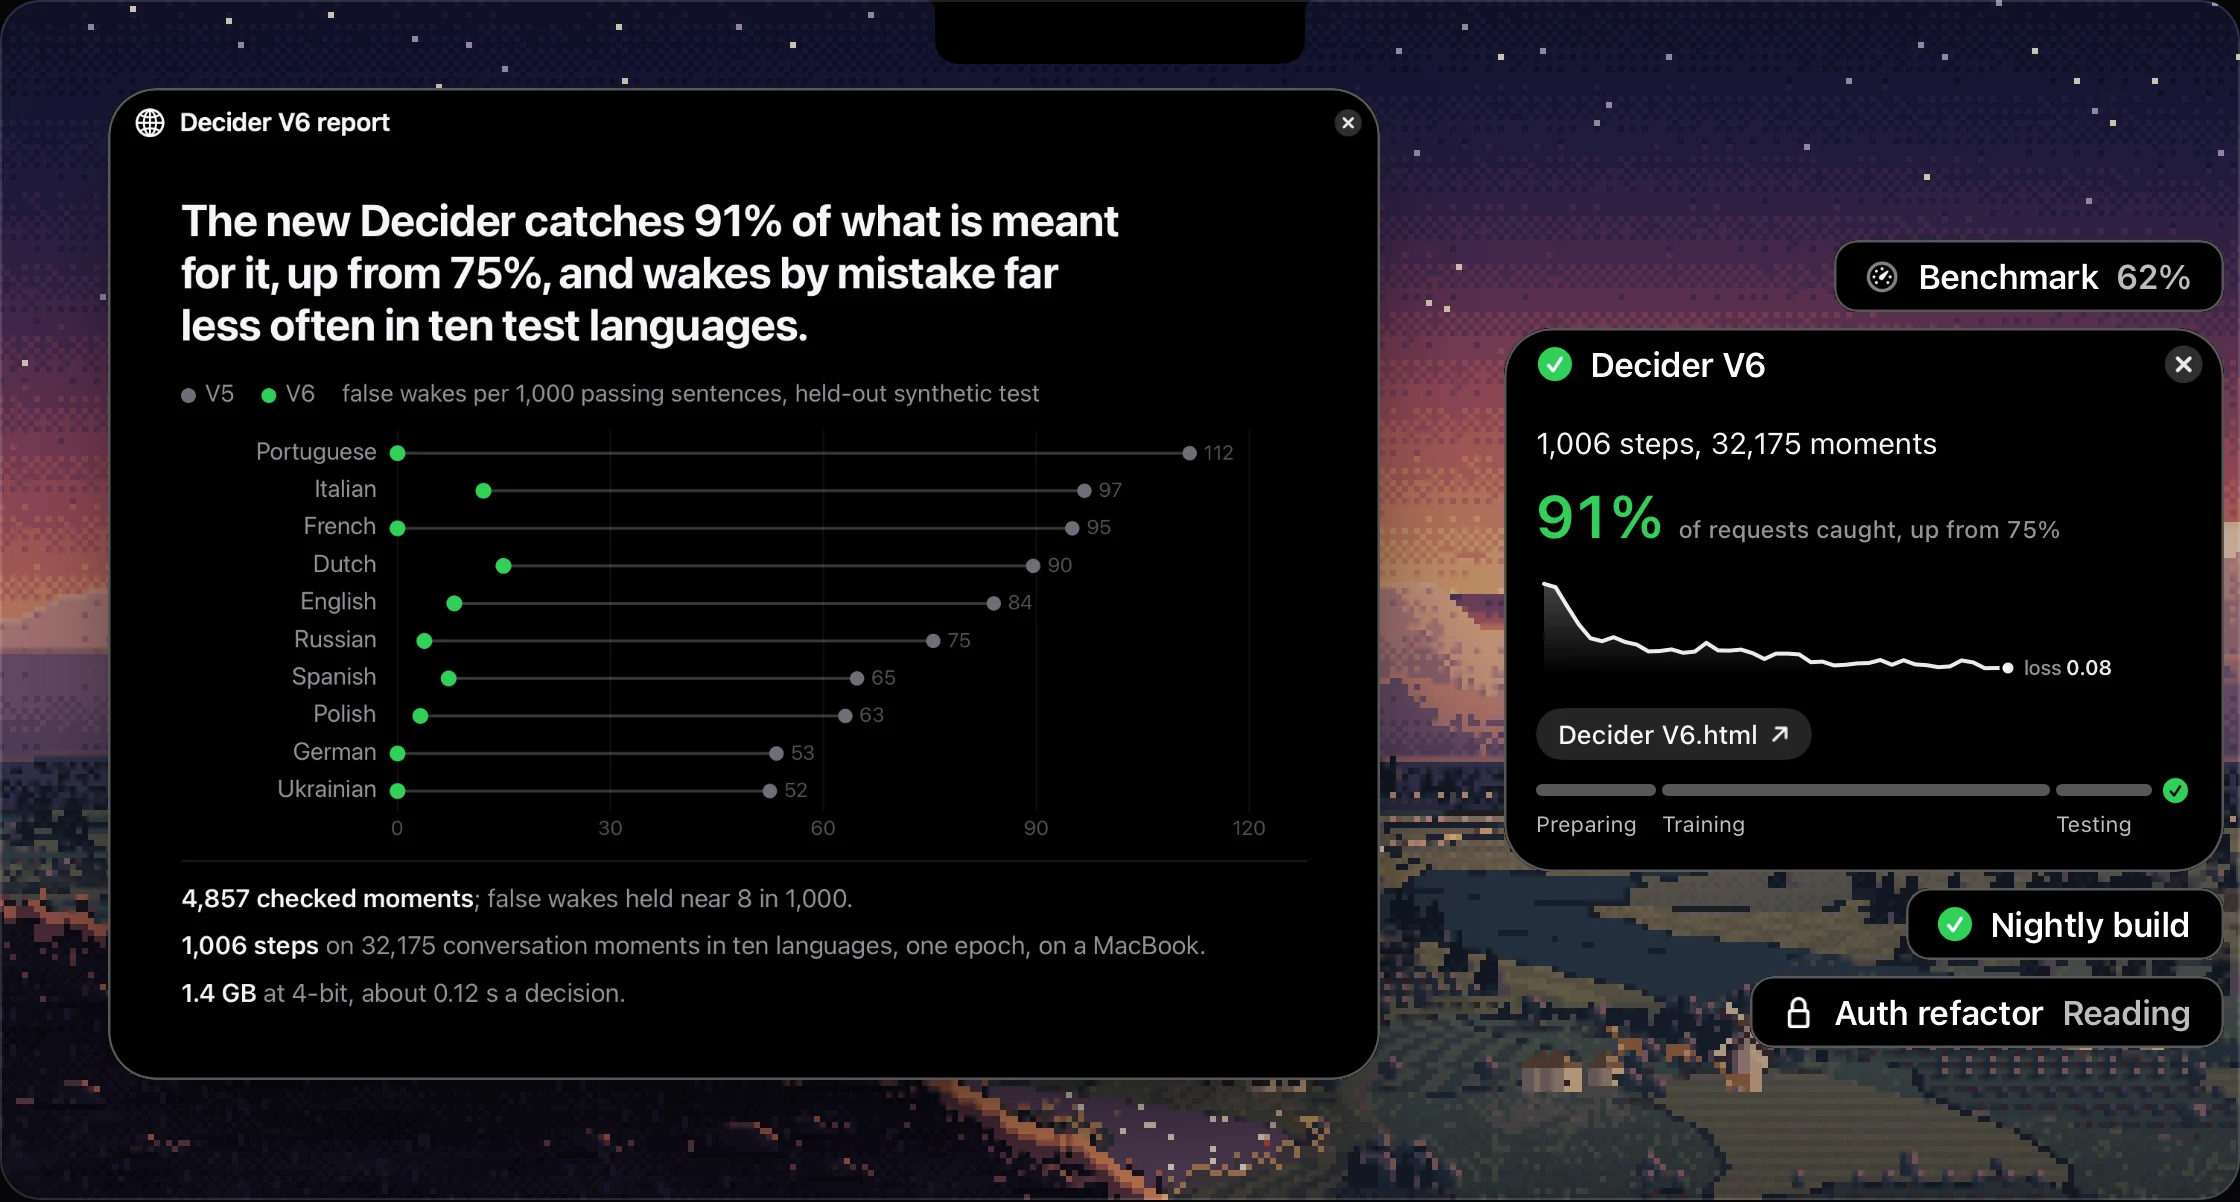 Decider V6 report
The new Decider catches 91% of what is meant
for it, up from 75%, and wakes by mistake far
less often in ten test languages.
V5 V6 false wakes per 1,000 passing sentences, held-out synthetic test
Portuguese 112
Italian 97
French 95
Dutch 90
English 84
Russian 75
Spanish 65
Polish 63
German 53
Ukrainian 52
0 30 60 90 120
4,857 checked moments; false wakes held near 8 in 1,000.
1,006 steps on 32,175 conversation moments in ten languages, one epoch, on a MacBook.
1.4 GB at 4-bit, about 0.12 s a decision.
Benchmark 62%
Decider V6
1,006 steps, 32,175 moments
91% of requests caught, up from 75%
loss 0.08
Decider V6.html
Preparing Training Testing
Nightly build
Auth refactor Reading